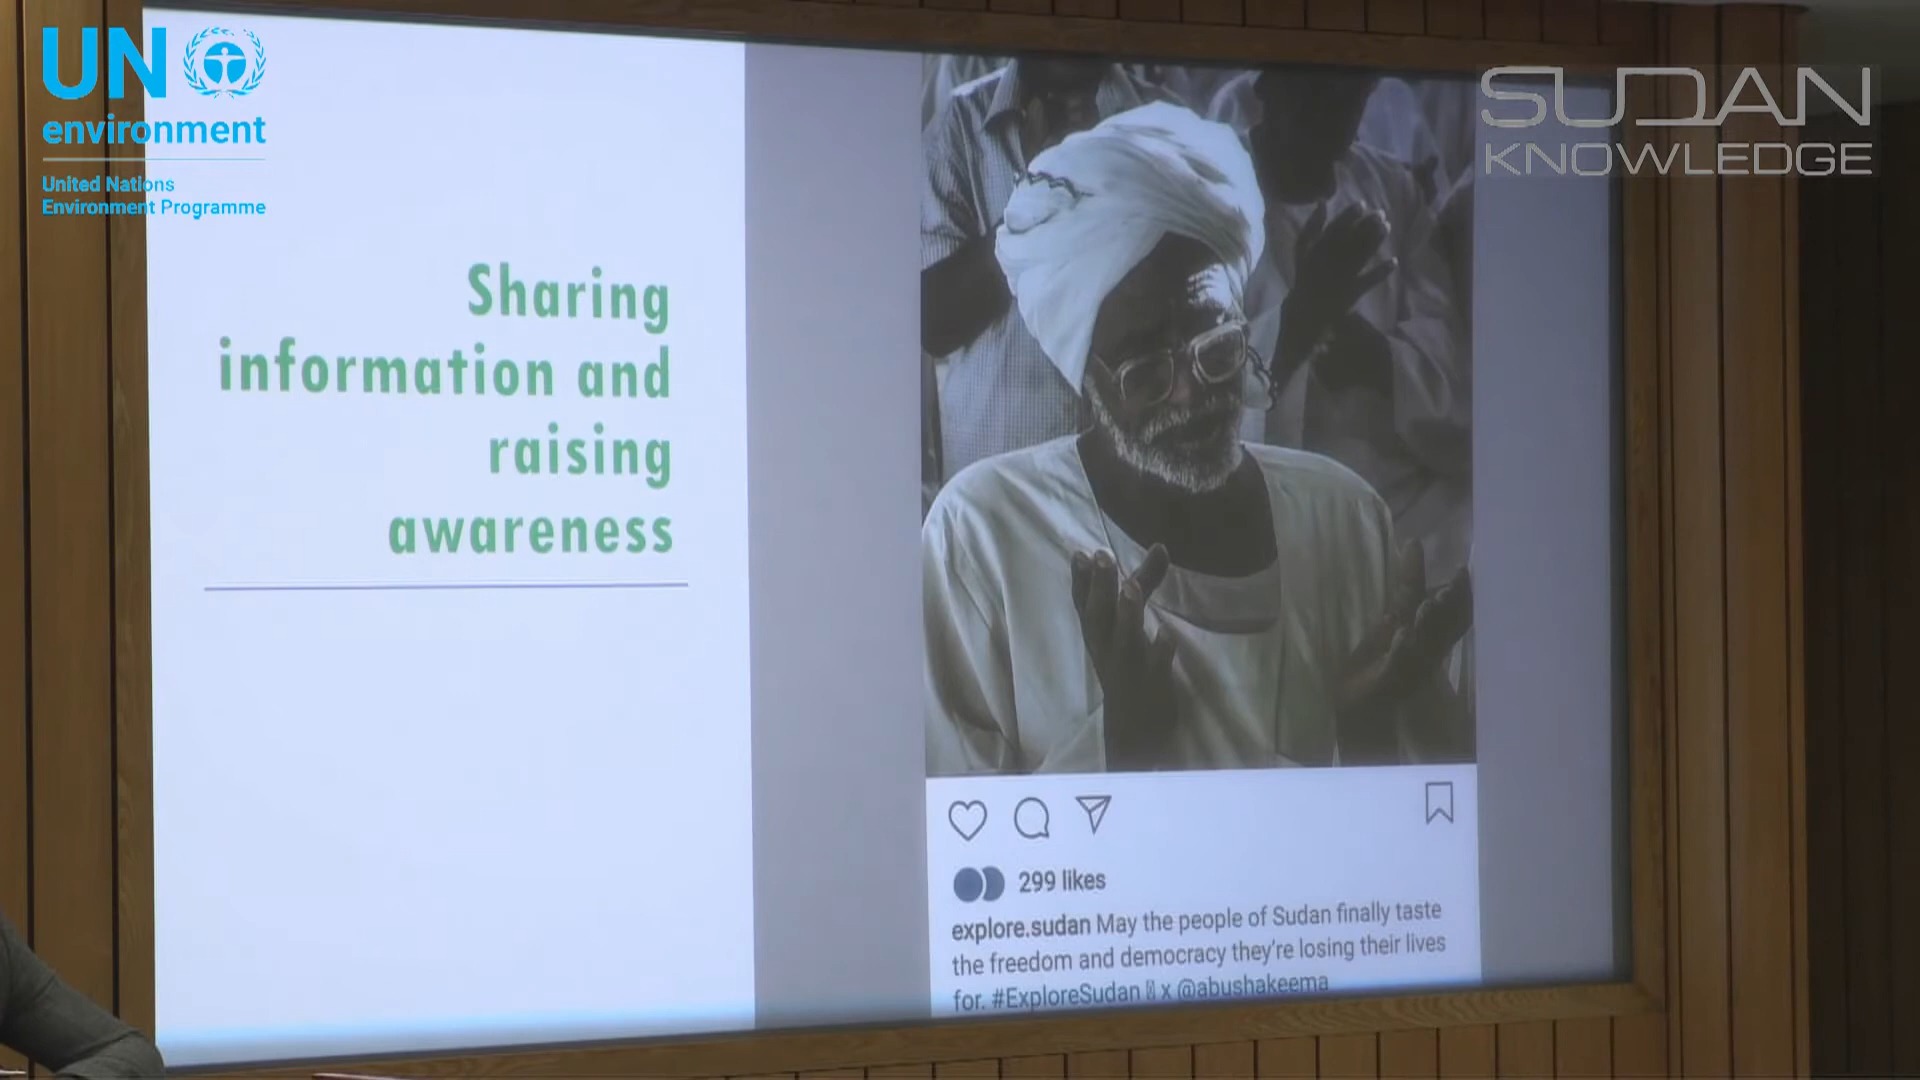 UN
environment
United Nations
Environment Programme
SUDAN
KNOWLEDGE
Sharing
information and
raising
awareness
299 likes
explore.sudan May the people of Sudan finally taste
the freedom and democracy they're losing their lives
for. #ExploreSudan x @abushakeema